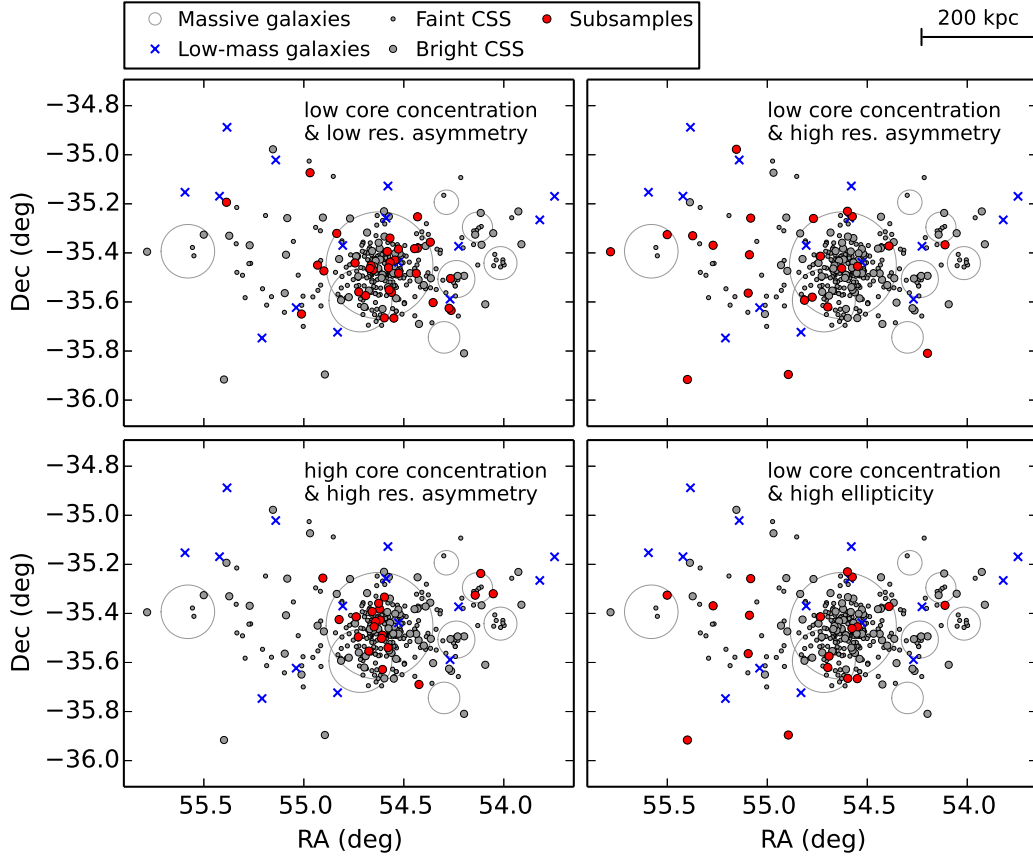 Massive galaxies Faint CSS Subsamples
Low-mass galaxies Bright CSS
200 kpc
low core concentration
& low res. asymmetry
low core concentration
& high res. asymmetry
−34.8
−35.0
−35.2
−35.4
−35.6
−35.8
−36.0
Dec (deg)
high core concentration
& high res. asymmetry
low core concentration
& high ellipticity
−34.8
−35.0
−35.2
−35.4
−35.6
−35.8
−36.0
Dec (deg)
55.5 55.0 54.5 54.0
55.5 55.0 54.5 54.0
RA (deg)
RA (deg)